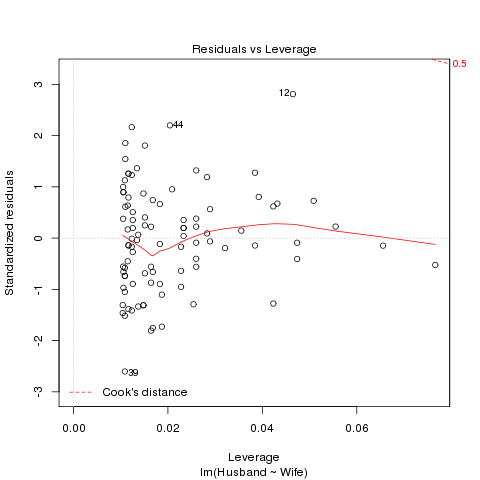 Residuals vs Leverage
0.5
12
44
39
3
2
1
0
-1
-2
-3
Standardized residuals
Cook's distance
0.00 0.02 0.04 0.06
Leverage
lm(Husband ~ Wife)